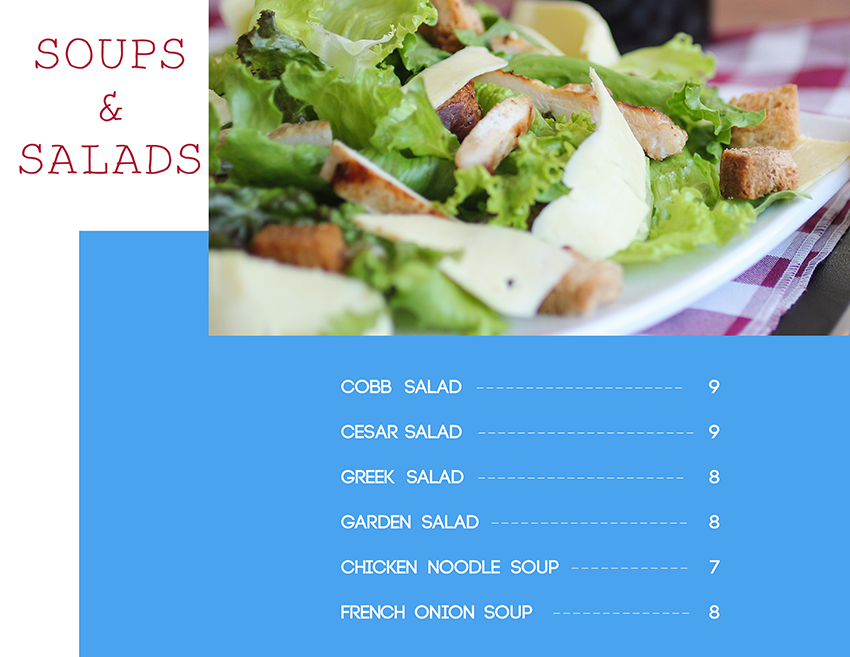 SOUPS
&
SALADS
COBB SALAD --------------------- 9
CESAR SALAD ---------------------- 9
GREEK SALAD --------------------- 8
GARDEN SALAD -------------------- 8
CHICKEN NOODLE SOUP ------------ 7
FRENCH ONION SOUP -------------- 8